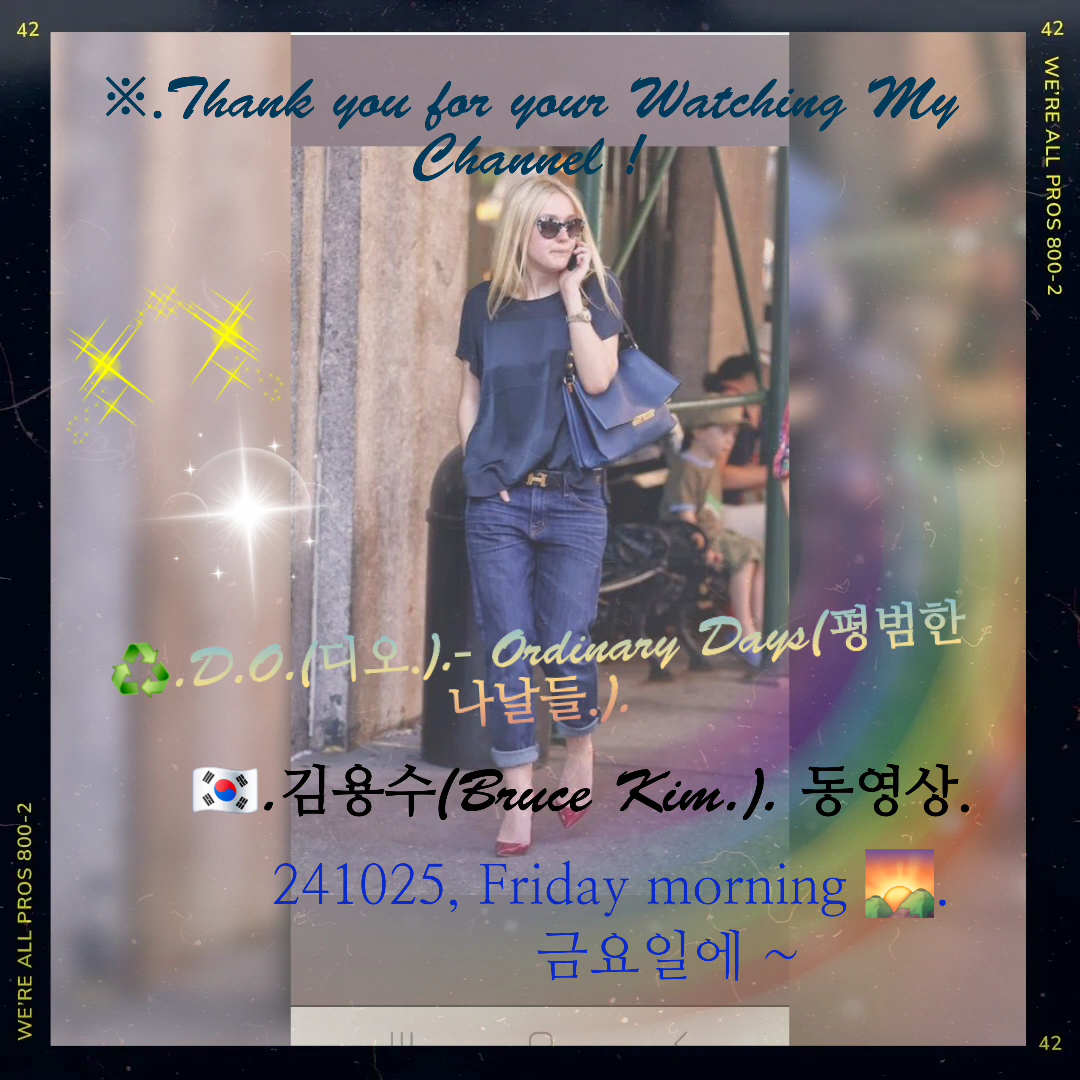 42
42
WE'RE ALL PROS 800-2
※.Thank you for your Watching My
Channel !
♻.D.O.(디오.).- Ordinary Days(평범한
나날들.).
🇰🇷.김용수(Bruce Kim.). 동영상.
241025, Friday morning 🌄.
금요일에 ~
WE'RE ALL PROS 800-2
42